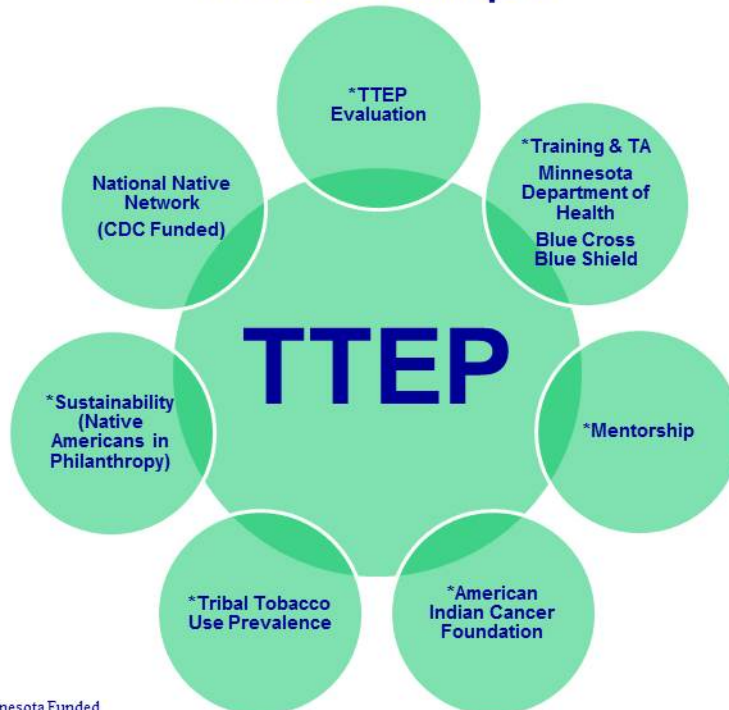 *TTEP
Evaluation
*Training & TA
Minnesota
Department of
Health
Blue Cross
Blue Shield
National Native
Network
(CDC Funded)
TTEP
*Sustainability
(Native
Americans in
Philanthropy)
*Mentorship
*Tribal Tobacco
Use Prevalence
*American
Indian Cancer
Foundation